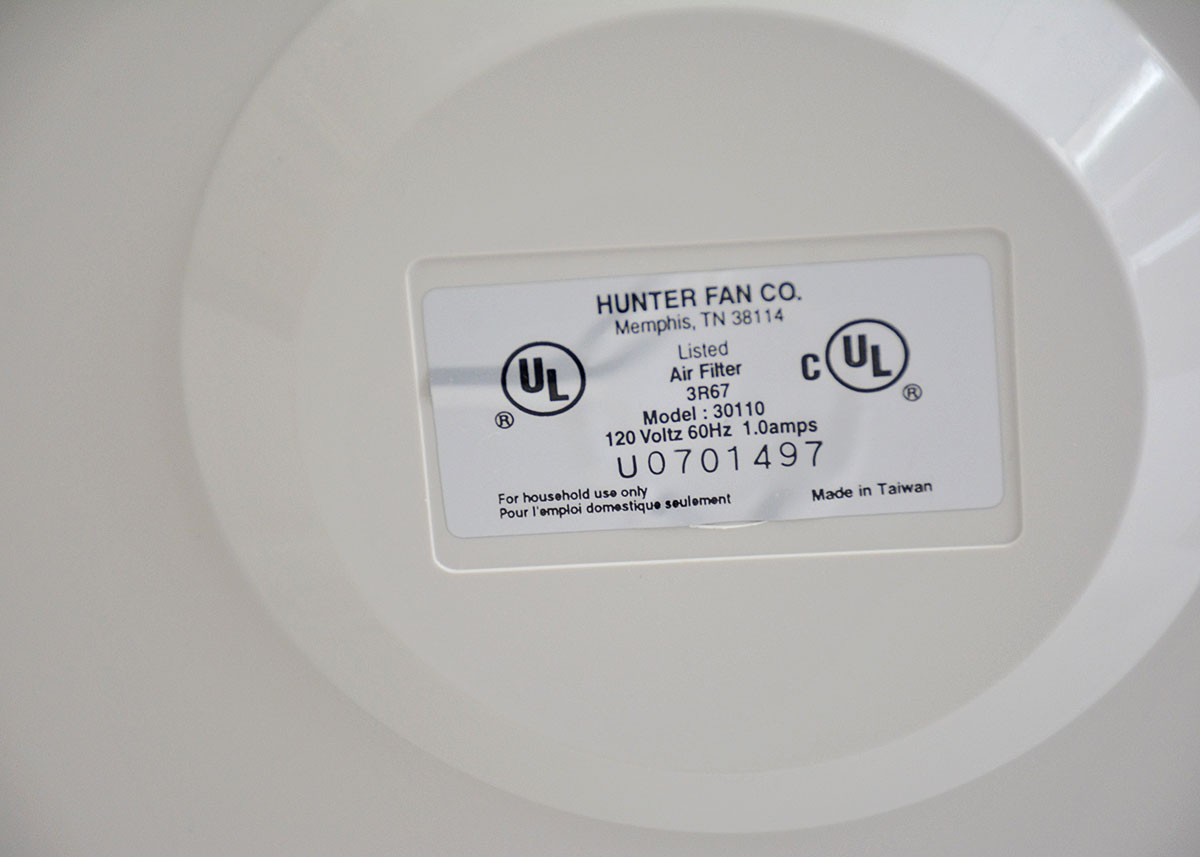 HUNTER FAN CO.
Memphis, TN 38114
UL
®
Listed
Air Filter
3R67
C UL
®
Model : 30110
120 Voltz 60Hz 1.0amps
U0701497
For household use only
Pour l'emploi domestique seulement
Made in Taiwan